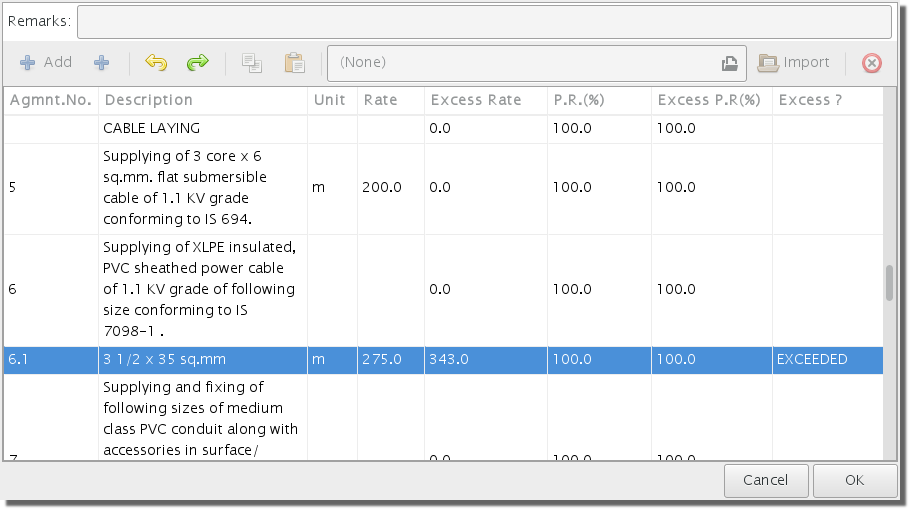 Remarks:
Add
(None)
Import
Agmnt.No. Description Unit Rate Excess Rate P.R.(%) Excess P.R(%) Excess ?
CABLE LAYING 0.0 100.0 100.0
Supplying of 3 core x 6
sq.mm. flat submersible
5 m 200.0 0.0 100.0 100.0
cable of 1.1 KV grade
conforming to IS 694.
Supplying of XLPE insulated,
PVC sheathed power cable
6 of 1.1 KV grade of following 0.0 100.0 100.0
size conforming to IS
7098-1 .
6.1 3 1/2 x 35 sq.mm m 275.0 343.0 100.0 100.0 EXCEEDED
Supplying and fixing of
following sizes of medium
class PVC conduit along with
accessories in surface/
7 0.0 100.0 100.0
Cancel OK